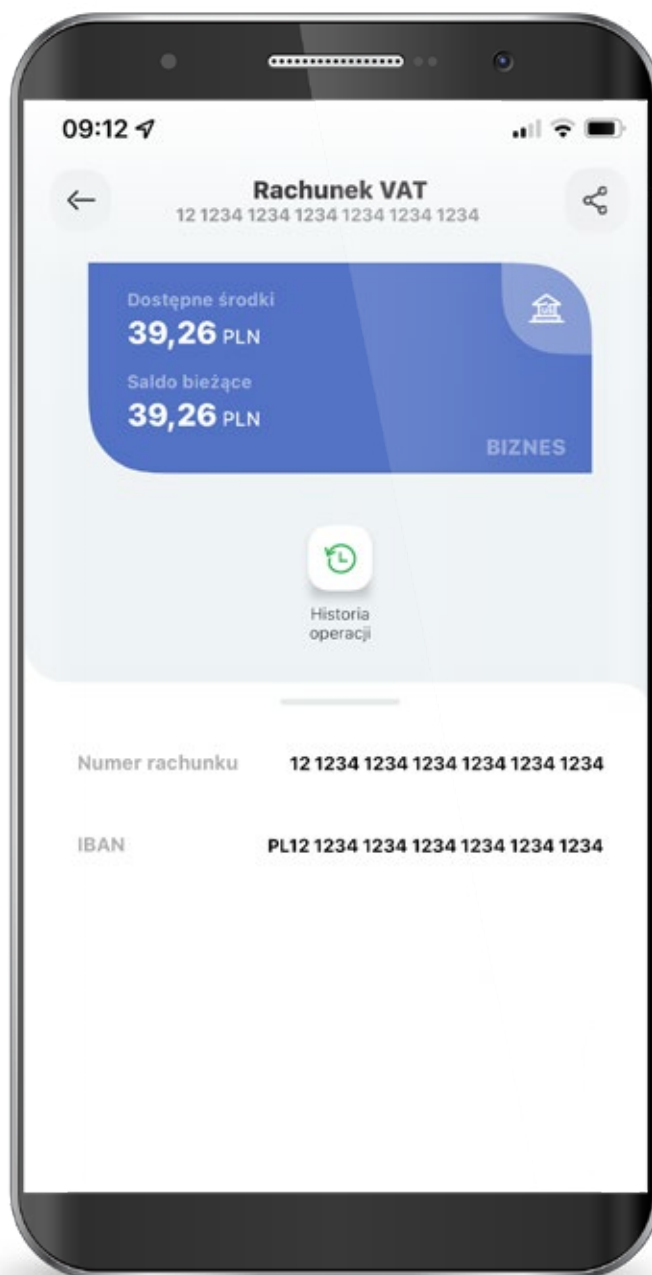 09:12
Rachunek VAT
12 1234 1234 1234 1234 1234 1234
Dostępne środki
39,26 PLN
Saldo bieżące
39,26 PLN
BIZNES
Historia
operacji
Numer rachunku 12 1234 1234 1234 1234 1234 1234
IBAN PL12 1234 1234 1234 1234 1234 1234